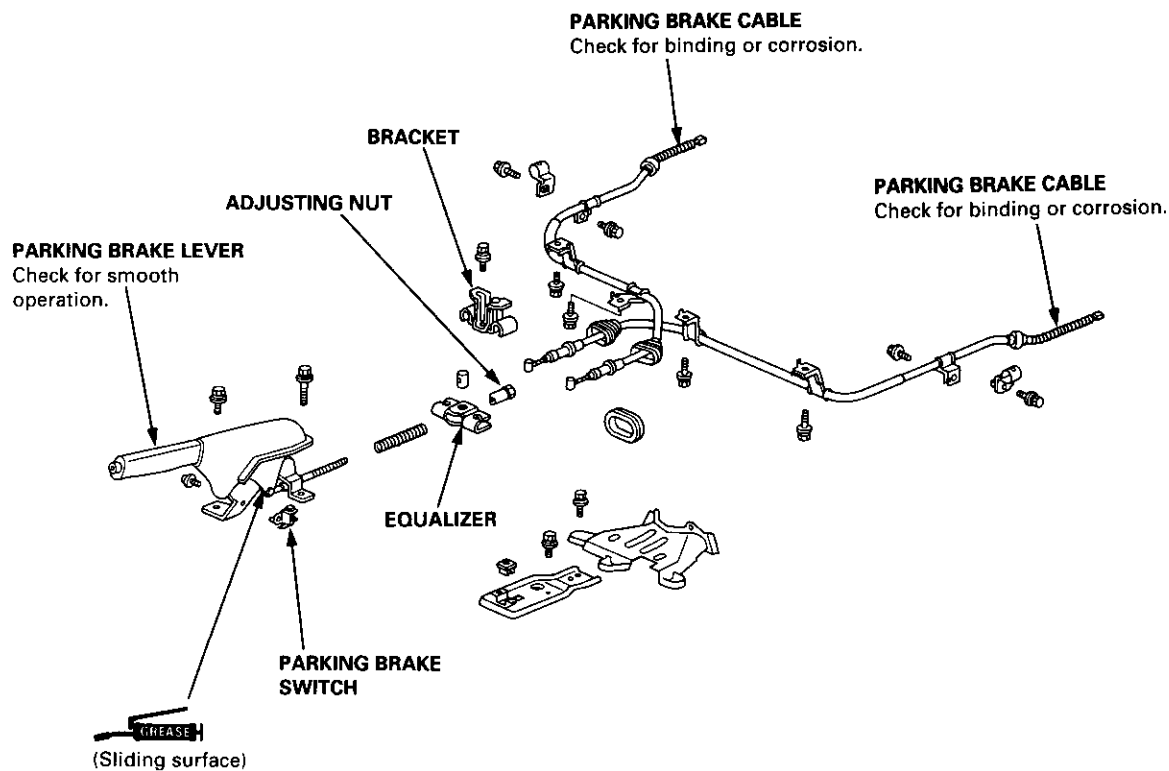 PARKING BRAKE CABLE
Check for binding or corrosion.
BRACKET
PARKING BRAKE CABLE
Check for binding or corrosion.
ADJUSTING NUT
PARKING BRAKE LEVER
Check for smooth
operation.
EQUALIZER
PARKING BRAKE
SWITCH
GREASE
(Sliding surface)